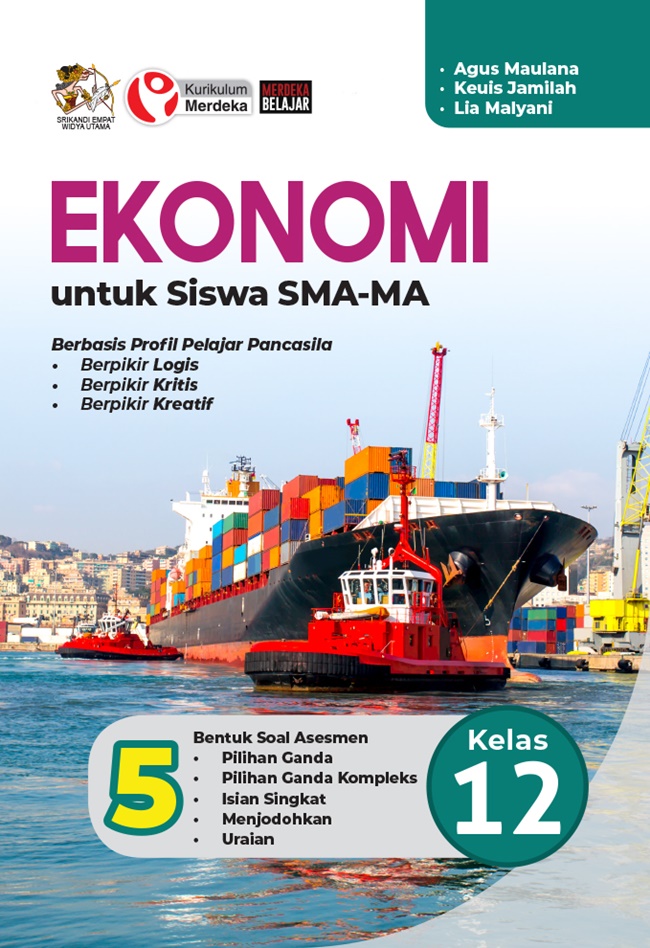 SRIKANDI EMPAT
WIDYA UTAMA
Kurikulum
Merdeka
MERDEKA
BELAJAR
• Agus Maulana
• Keuis Jamilah
• Lia Malyani
EKONOMI
untuk Siswa SMA-MA
Berbasis Profil Pelajar Pancasila
• Berpikir Logis
• Berpikir Kritis
• Berpikir Kreatif
5
Bentuk Soal Asesmen
• Pilihan Ganda
• Pilihan Ganda Kompleks
• Isian Singkat
• Menjodohkan
• Uraian
Kelas
12